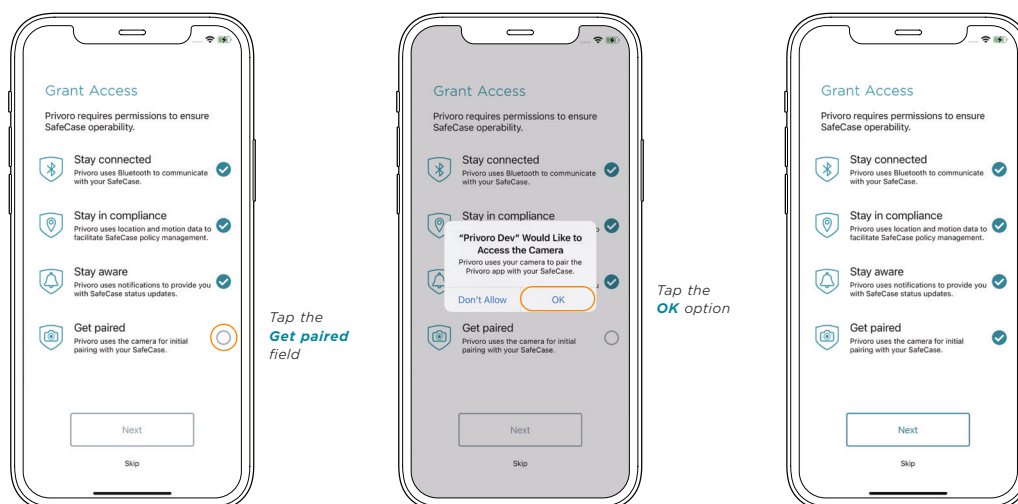 Grant Access
Privoro requires permissions to ensure
SafeCase operability.
Stay connected
Privoro uses Bluetooth to communicate
with your SafeCase.
Stay in compliance
Privoro uses location and motion data to
facilitate SafeCase policy management.
Stay aware
Privoro uses notifications to provide you
with SafeCase status updates.
Get paired
Privoro uses the camera for initial
pairing with your SafeCase.
Next
Skip
Tap the
Get paired
field
Grant Access
Privoro requires permissions to ensure
SafeCase operability.
Stay connected
Privoro uses Bluetooth to communicate
with your SafeCase.
Stay in compliance
"Privoro Dev" Would Like to
Access the Camera
Privoro uses your camera to pair the
Privoro app with your SafeCase.
Don't Allow
OK
Get paired
Privoro uses the camera for initial
pairing with your SafeCase.
Next
Skip
Tap the
OK option
Grant Access
Privoro requires permissions to ensure
SafeCase operability.
Stay connected
Privoro uses Bluetooth to communicate
with your SafeCase.
Stay in compliance
Privoro uses location and motion data to
facilitate SafeCase policy management.
Stay aware
Privoro uses notifications to provide you
with SafeCase status updates.
Get paired
Privoro uses the camera for initial
pairing with your SafeCase.
Next
Skip